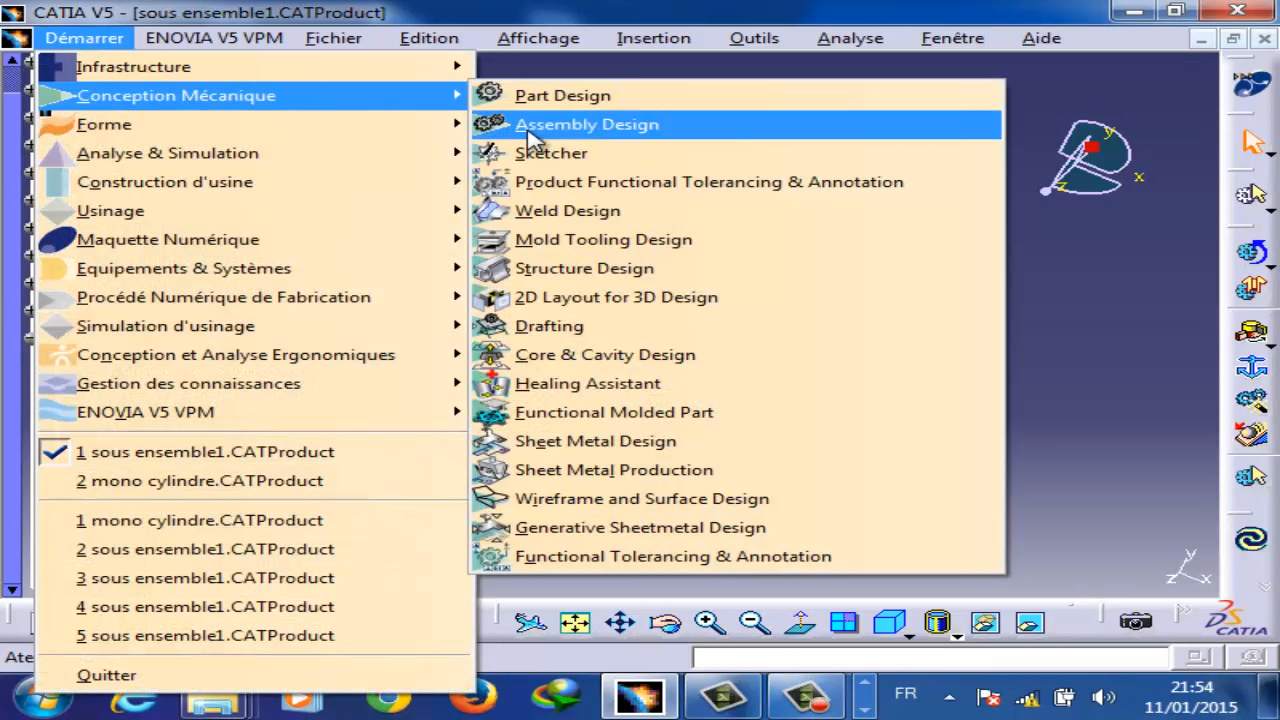 CATIA V5 - [sous ensemble1.CATProduct]
Démarrer ENOVIA V5 VPM Fichier Edition Affichage Insertion Outils Analyse Fenêtre Aide
Infrastructure
Conception Mécanique
Forme
Analyse & Simulation
Construction d'usine
Usinage
Maquette Numérique
Equipements & Systèmes
Procédé Numérique de Fabrication
Simulation d'usinage
Conception et Analyse Ergonomiques
Gestion des connaissances
ENOVIA V5 VPM
1 sous ensemble1.CATProduct
2 mono cylindre.CATProduct
1 mono cylindre.CATProduct
2 sous ensemble1.CATProduct
3 sous ensemble1.CATProduct
4 sous ensemble1.CATProduct
5 sous ensemble1.CATProduct
Quitter
Part Design
Assembly Design
Sketcher
Product Functional Tolerancing & Annotation
Weld Design
Mold Tooling Design
Structure Design
2D Layout for 3D Design
Drafting
Core & Cavity Design
Healing Assistant
Functional Molded Part
Sheet Metal Design
Sheet Metal Production
Wireframe and Surface Design
Generative Sheetmetal Design
Functional Tolerancing & Annotation
y
x
z
y
z x
DS CATIA
Ate
FR
21:54
11/01/2015